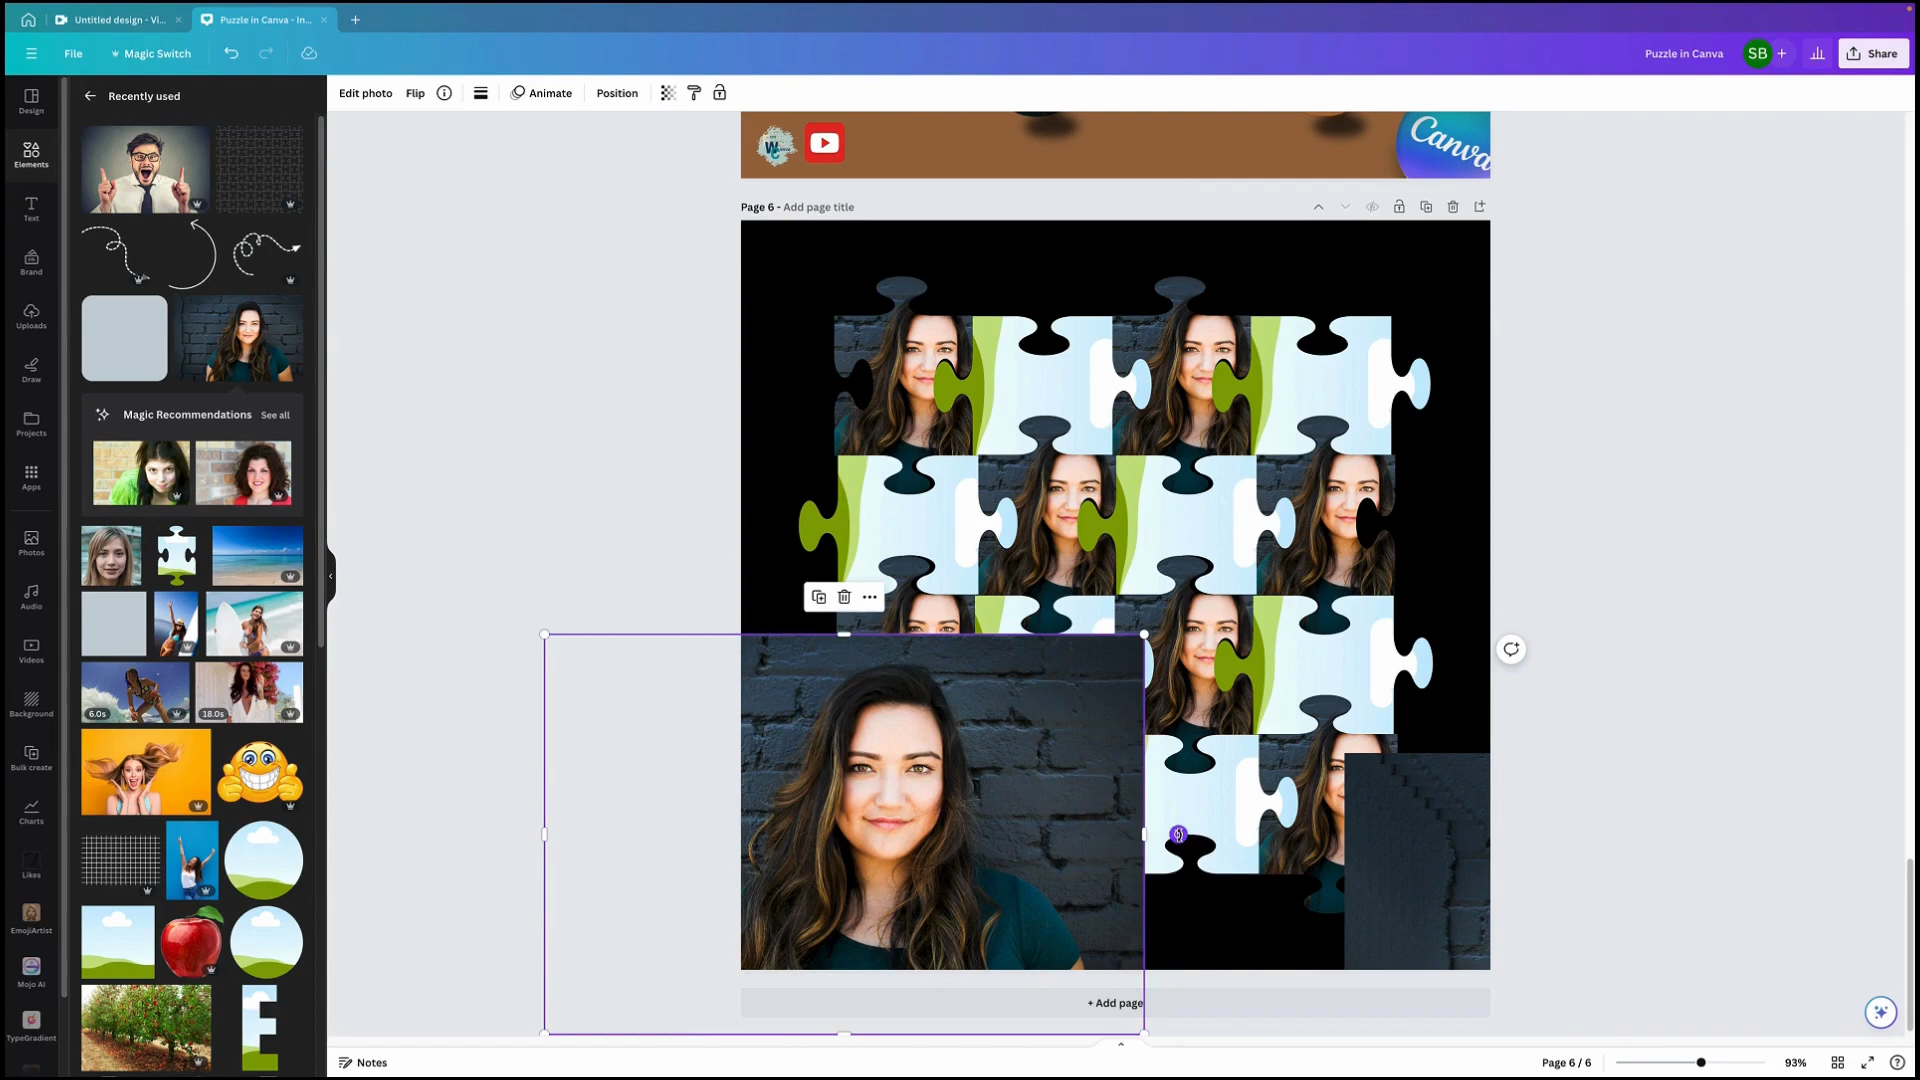 Untitled design - Vi...
Puzzle in Canva - In...
File
Magic Switch
Puzzle in Canva
SB
Share
Design
Elements
Text
Brand
Uploads
Draw
Projects
Apps
Photos
Audio
Videos
Background
Bulk create
Charts
Likes
EmojiArtist
Mojo AI
TypeGradient
Recently used
Magic Recommendations
See all
6.0s
18.0s
Edit photo
Flip
Animate
Position
WC
Canva
Page 6 - Add page title
+ Add page
Notes
Page 6 / 6
93%